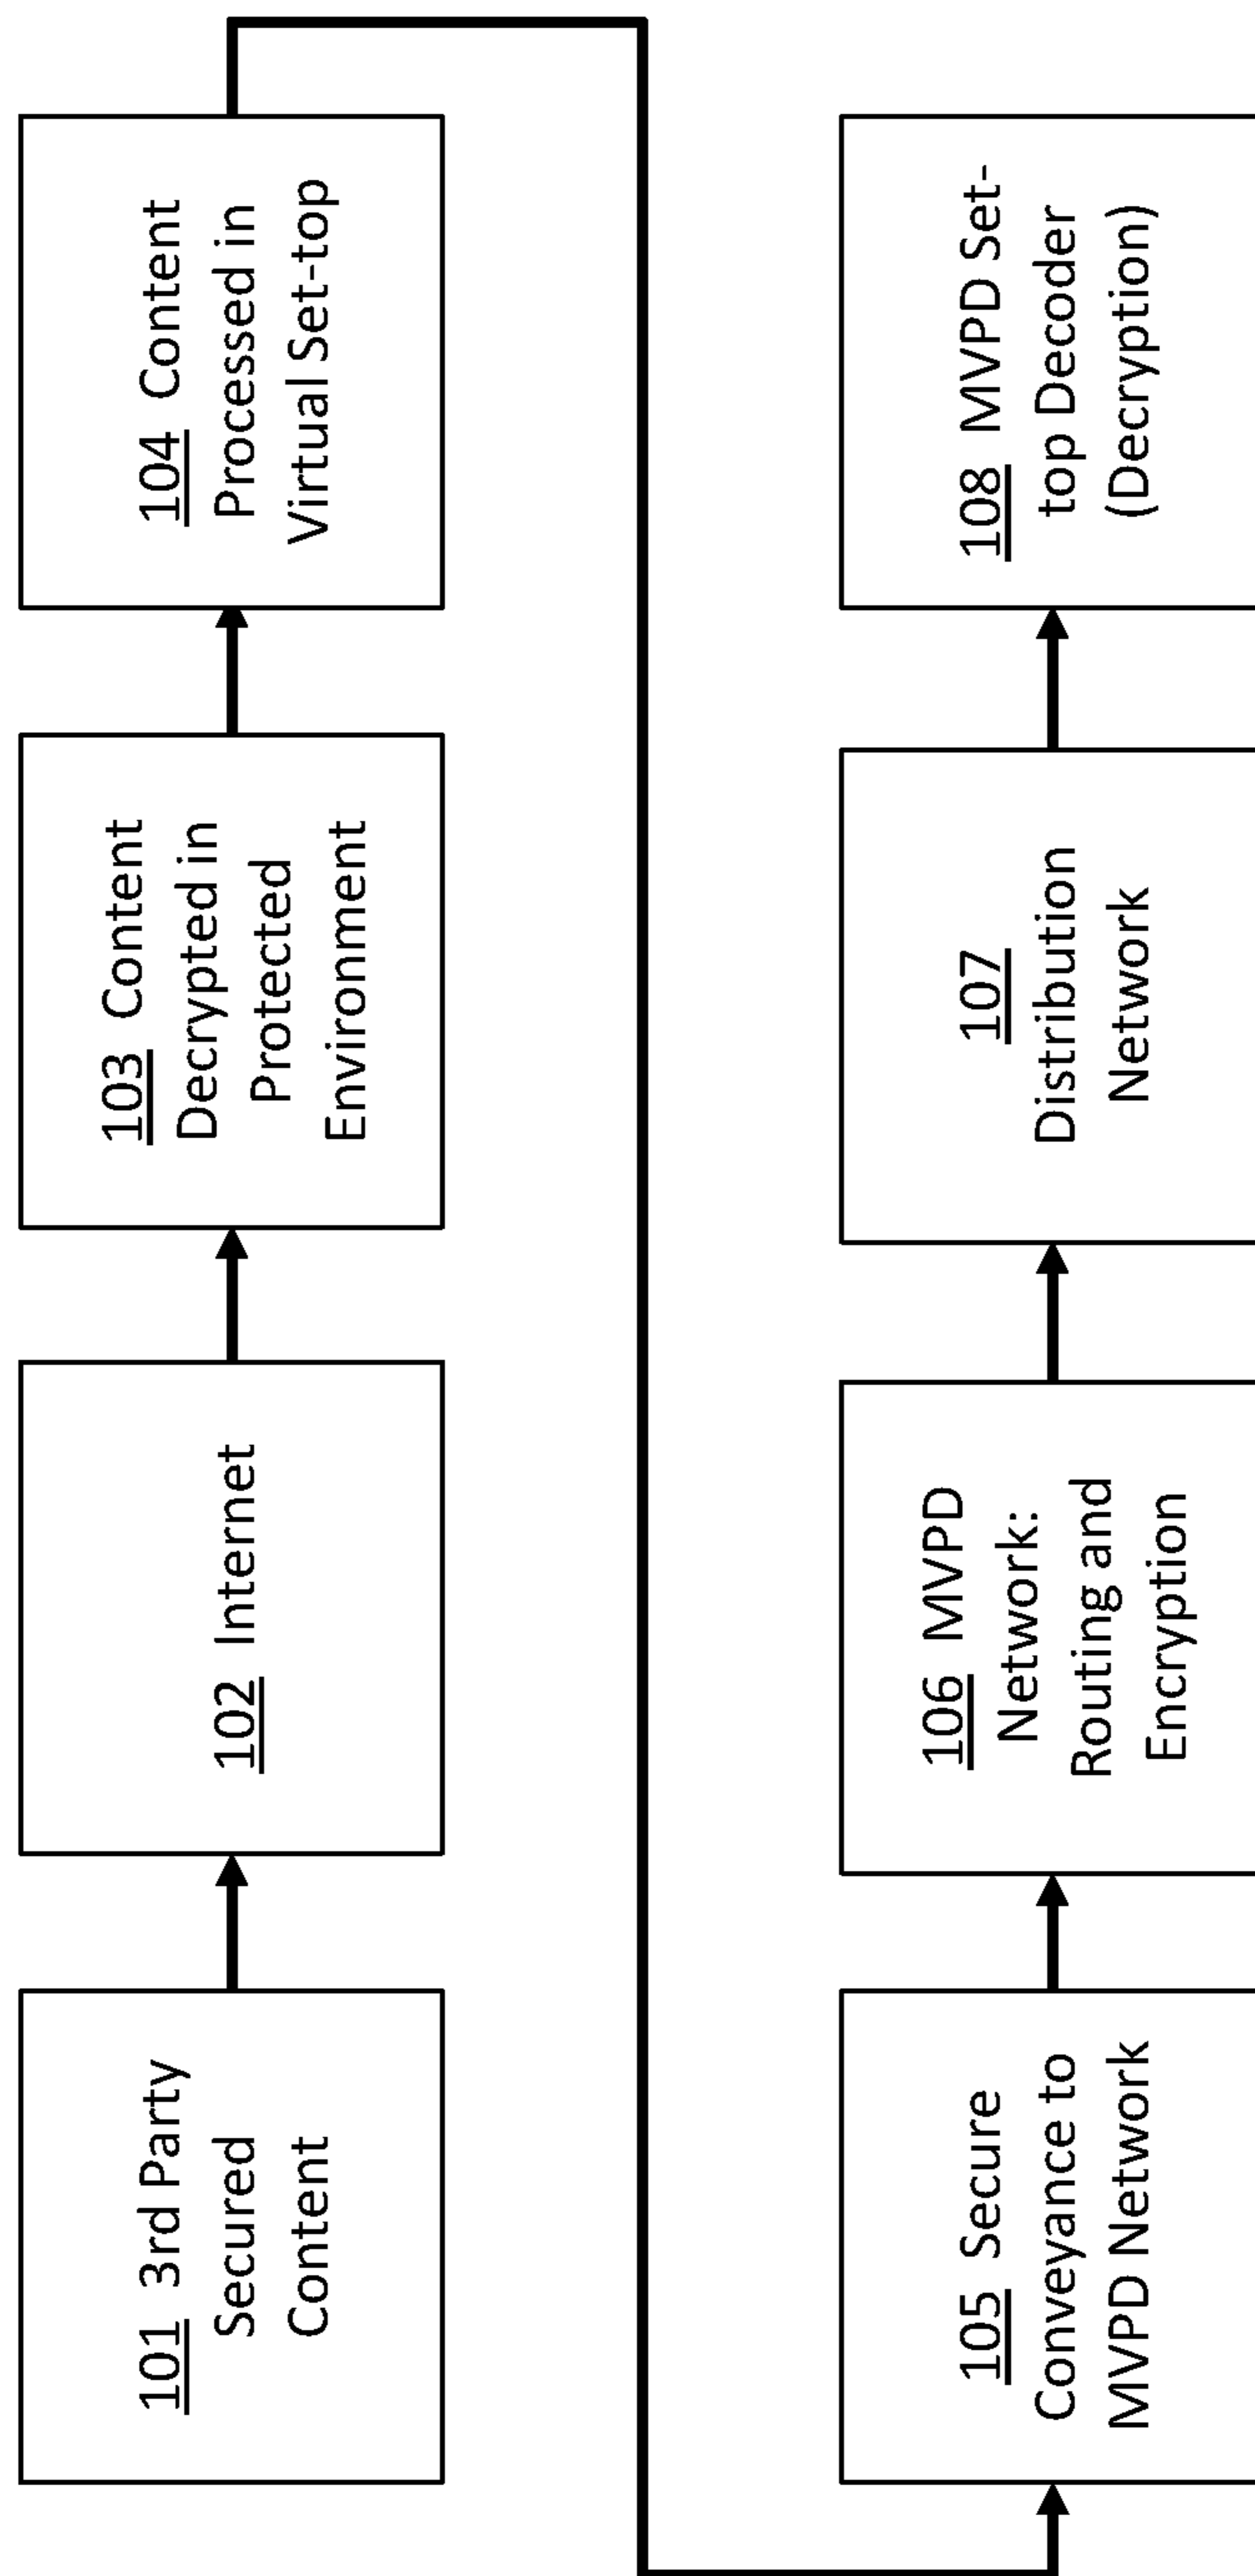 101 3rd Party
Secured
Content
102 Internet
103 Content
Decrypted in
Protected
Environment
104 Content
Processed in
Virtual Set-top
105 Secure
Conveyance to
MVPD Network
106 MVPD
Network:
Routing and
Encryption
107
Distribution
Network
108 MVPD Set-
top Decoder
(Decryption)